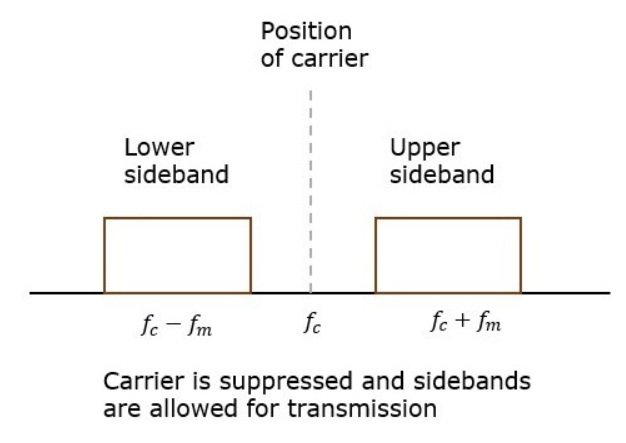 Position
of carrier
Lower
sideband
Upper
sideband
f_c − f_m
f_c
f_c + f_m
Carrier is suppressed and sidebands
are allowed for transmission